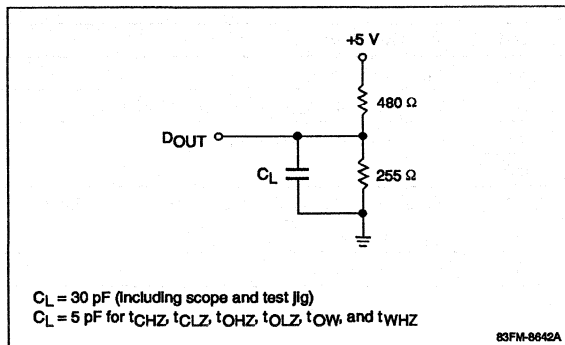 +5 V
480 Ω
DOUT
CL
255 Ω
CL = 30 pF (including scope and test jig)
CL = 5 pF for tCHZ, tCLZ, tOHZ, tOLZ, tOW, and tWHZ
83FM-8642A